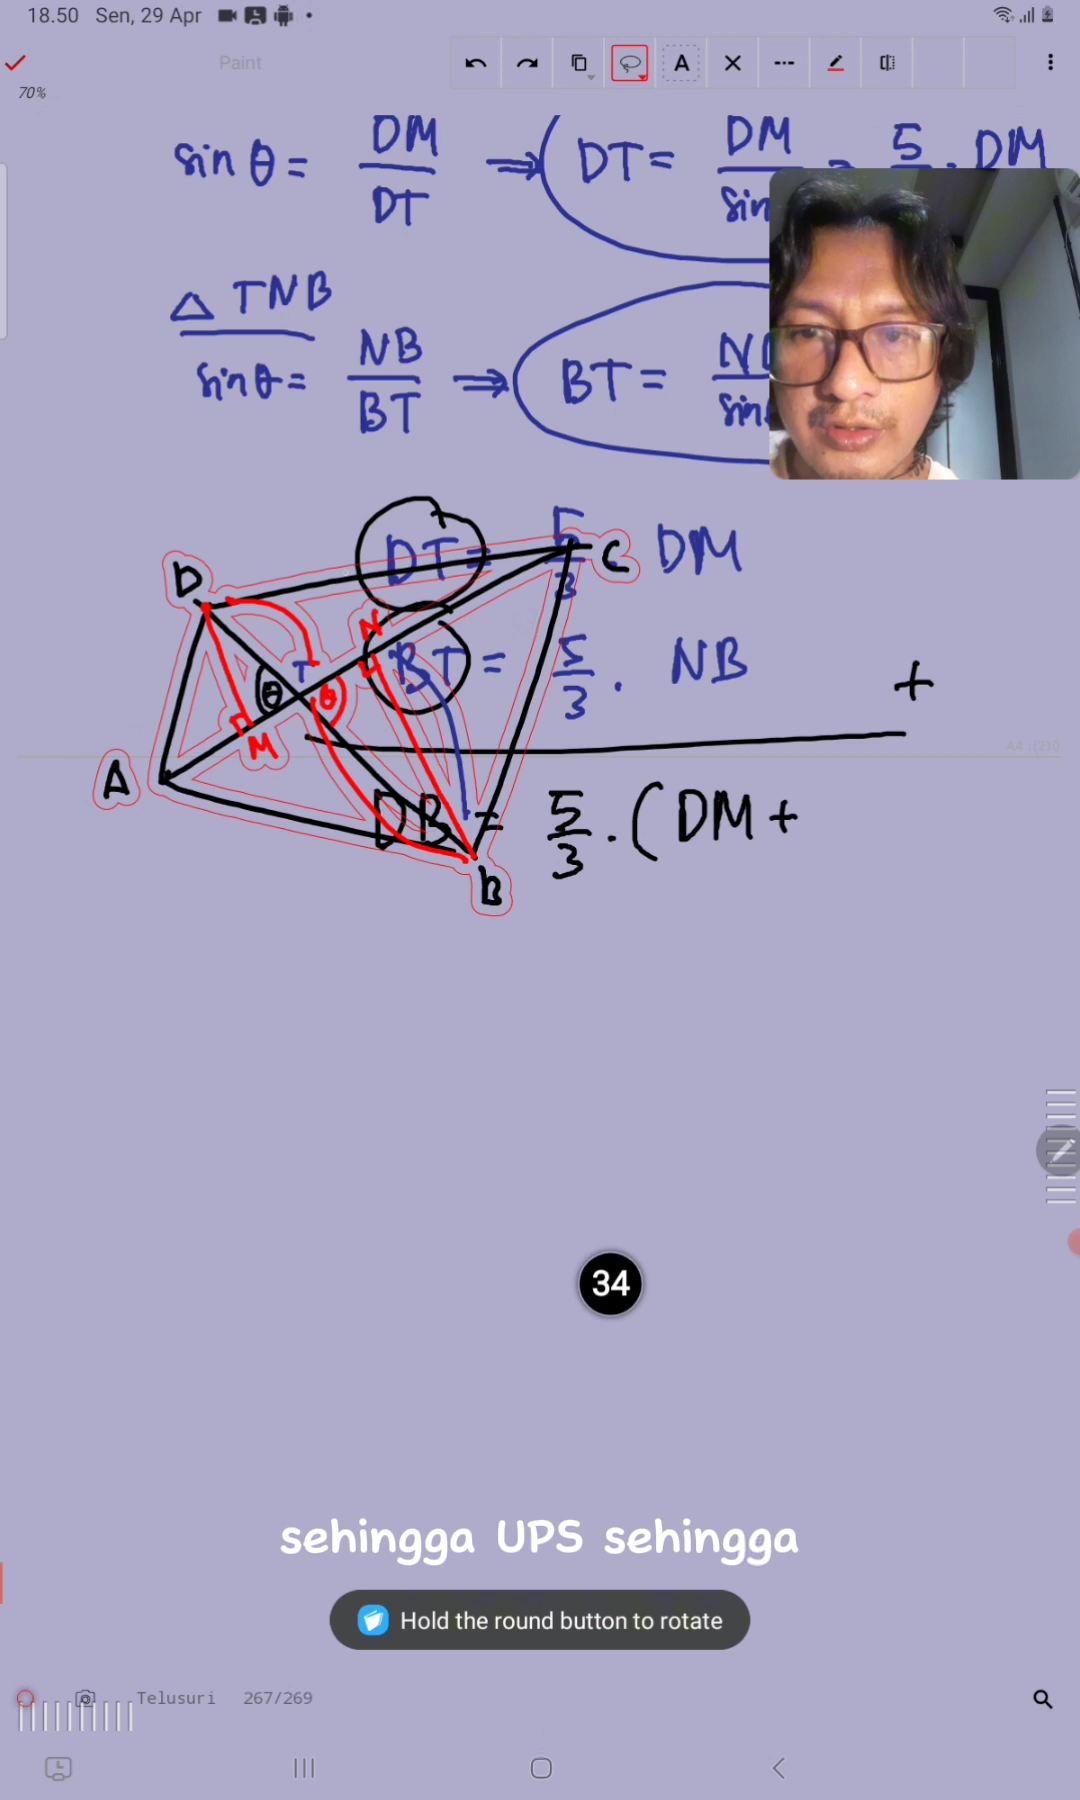 18.50 Sen, 29 Apr
Paint
A
70%
sin θ = DM / DT ⇒ DT = DM / sin = 5 . DM
△ TNB
sin θ = NB / BT ⇒ BT = / sin
DT = 5/3 DM
BT = 5/3 . NB
+
DB = 5/3 . ( DM +
D
C
N
T
θ
θ
M
A
B
34
sehingga UPS sehingga
Hold the round button to rotate
Telusuri 267/269